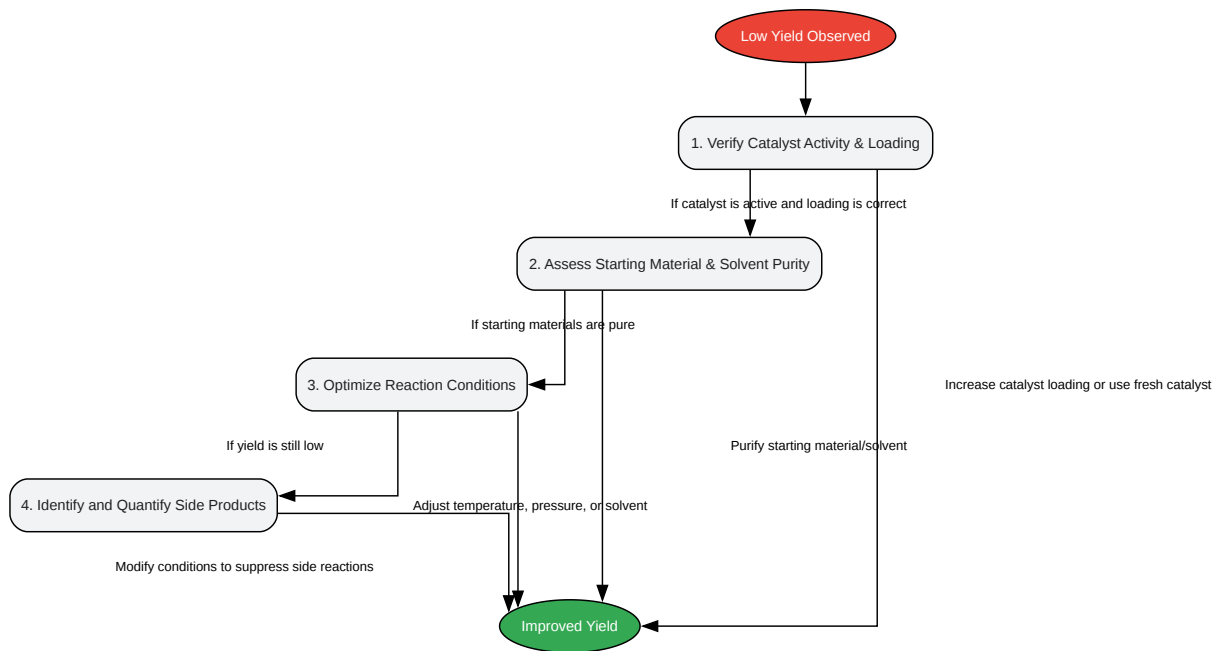 Low Yield Observed
1. Verify Catalyst Activity & Loading
If catalyst is active and loading is correct
2. Assess Starting Material & Solvent Purity
If starting materials are pure
3. Optimize Reaction Conditions
Increase catalyst loading or use fresh catalyst
If yield is still low
Purify starting material/solvent
4. Identify and Quantify Side Products
Adjust temperature, pressure, or solvent
Modify conditions to suppress side reactions
Improved Yield